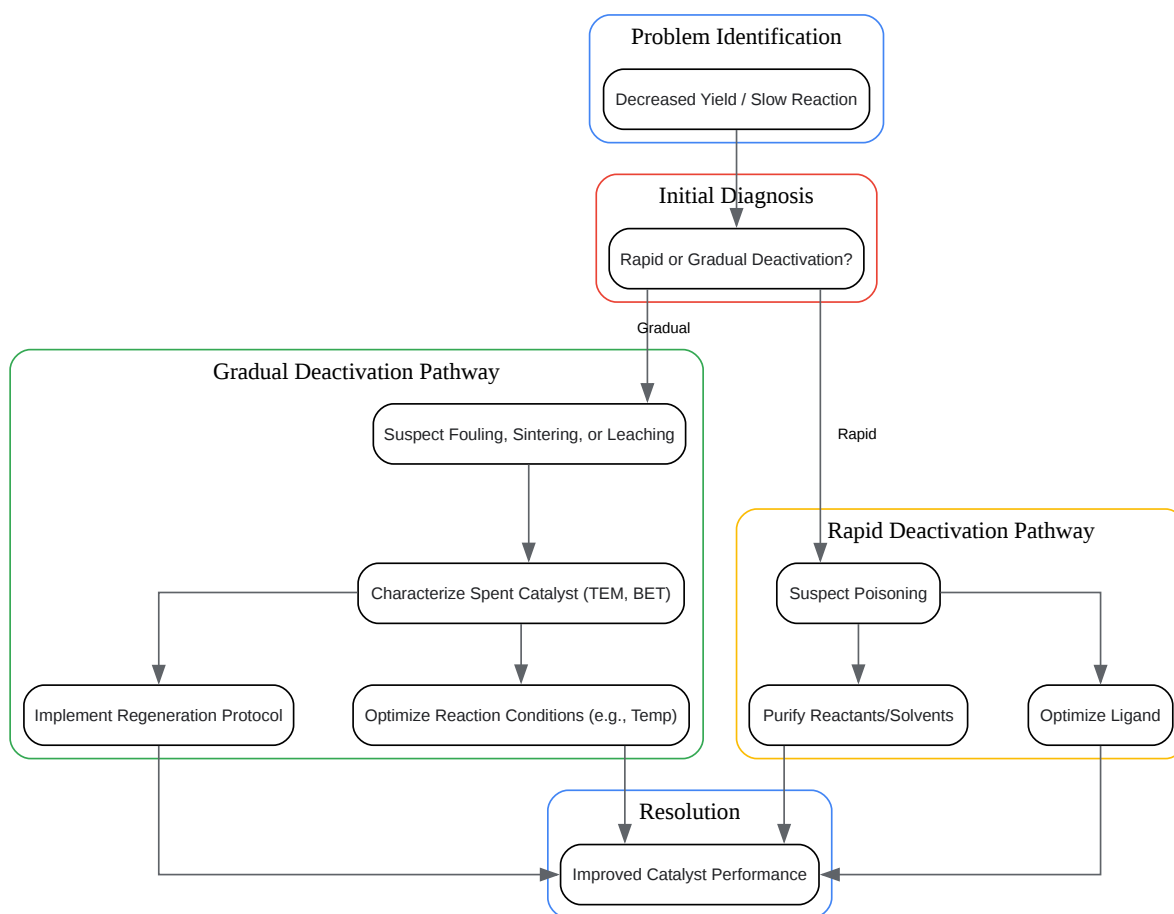 Problem Identification
Decreased Yield / Slow Reaction
Initial Diagnosis
Rapid or Gradual Deactivation?
Gradual
Gradual Deactivation Pathway
Suspect Fouling, Sintering, or Leaching
Rapid
Characterize Spent Catalyst (TEM, BET)
Implement Regeneration Protocol
Optimize Reaction Conditions (e.g., Temp)
Rapid Deactivation Pathway
Suspect Poisoning
Purify Reactants/Solvents
Optimize Ligand
Resolution
Improved Catalyst Performance